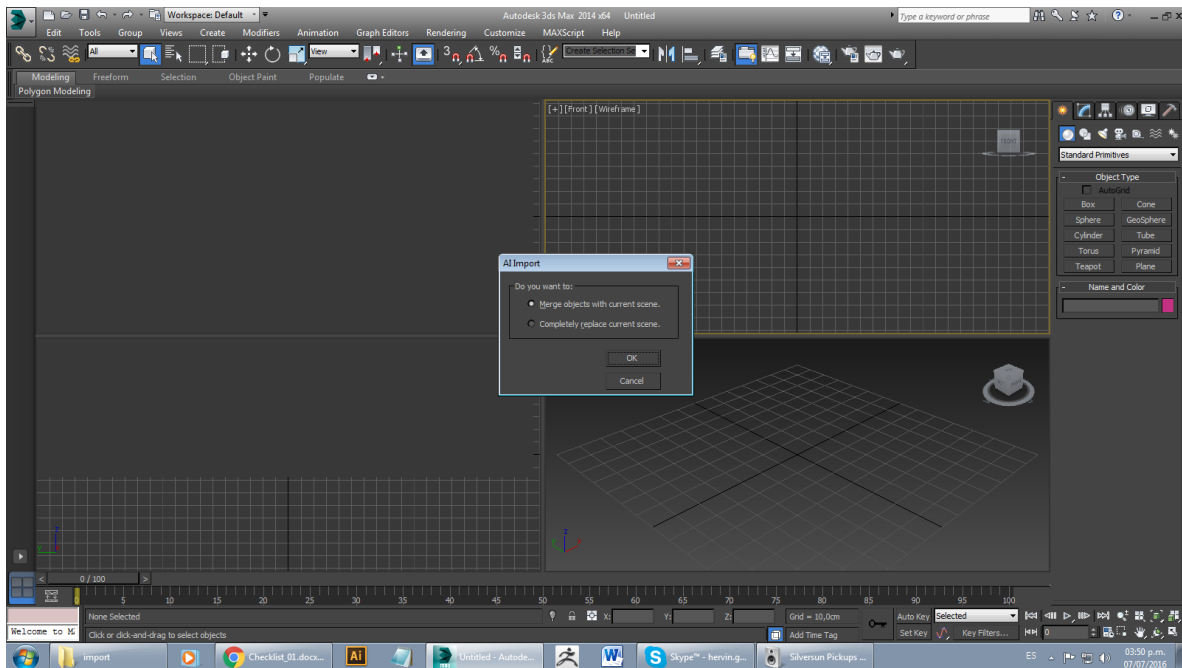 Workspace: Default
Autodesk 3ds Max 2014 x64 Untitled
Type a keyword or phrase
Edit Tools Group Views Create Modifiers Animation Graph Editors Rendering Customize MAXScript Help
All
View
3
Create Selection Se
Modeling Freeform Selection Object Paint Populate
Polygon Modeling
[+] [Front] [Wireframe]
FRONT
Standard Primitives
- Object Type
AutoGrid
Box Cone
Sphere GeoSphere
Cylinder Tube
Torus Pyramid
Teapot Plane
- Name and Color
AI Import
Do you want to:
Merge objects with current scene.
Completely replace current scene.
OK
Cancel
z
y
z
< 0 / 100 >
0 5 10 15 20 25 30 35 40 45 50 55 60 65 70 75 80 85 90 95 100
None Selected
X: Y: Z:
Grid = 10,0cm
Auto Key Selected
Welcome to M
Click or click-and-drag to select objects
Add Time Tag
Set Key Key Filters... 0
import
Checklist_01.docx...
Ai
Untitled - Autode...
W
Skype™ - hervin.g...
Silversun Pickups ...
ES
03:50 p.m.
07/07/2016